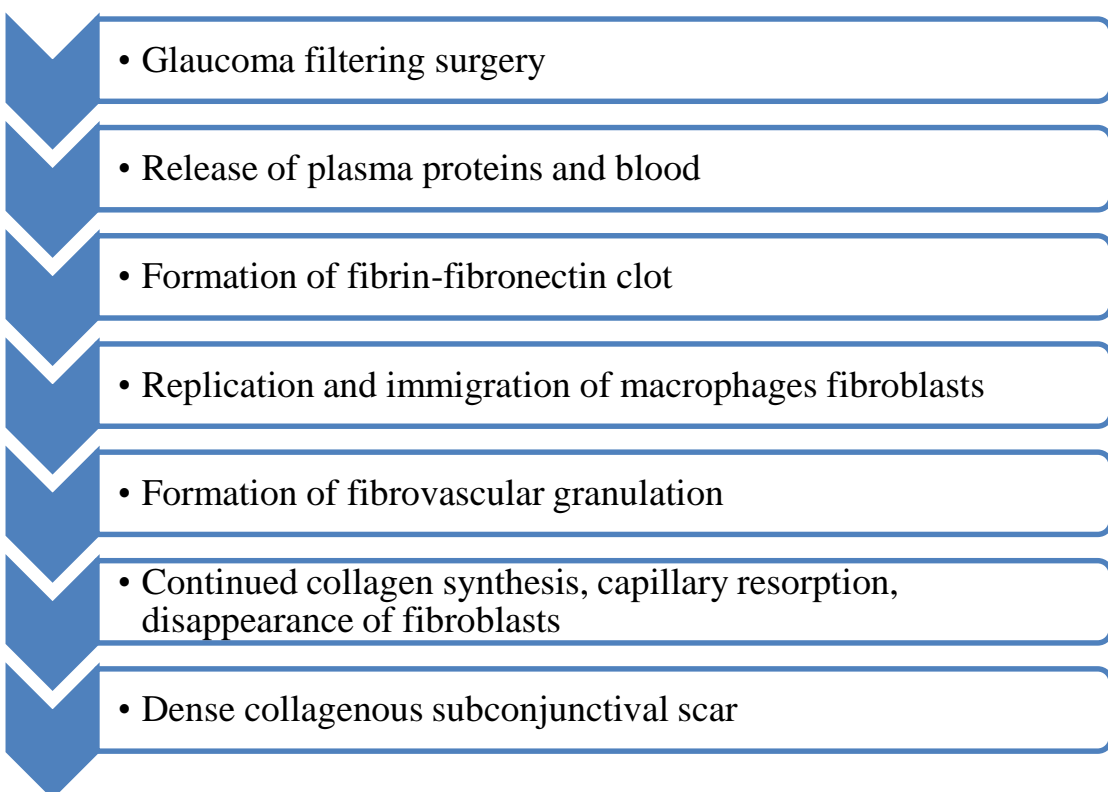 • Glaucoma filtering surgery
• Release of plasma proteins and blood
• Formation of fibrin-fibronectin clot
• Replication and immigration of macrophages fibroblasts
• Formation of fibrovascular granulation
• Continued collagen synthesis, capillary resorption,
disappearance of fibroblasts
• Dense collagenous subconjunctival scar